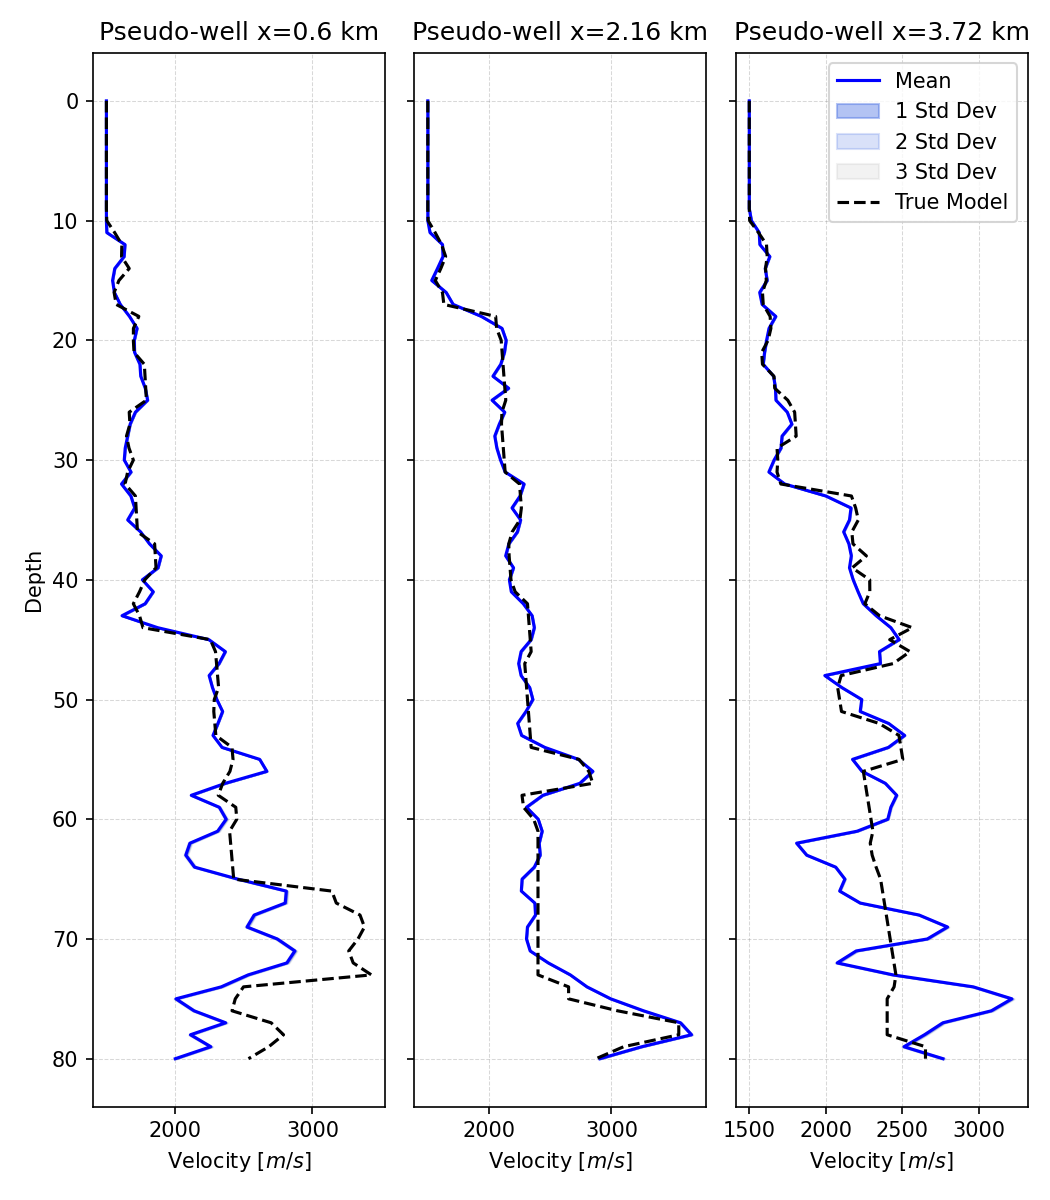 Pseudo-well x=0.6 km
Pseudo-well x=2.16 km
Pseudo-well x=3.72 km
Mean
1 Std Dev
2 Std Dev
3 Std Dev
True Model
Depth
0
10
20
30
40
50
60
70
80
2000 3000
2000 3000
1500 2000 2500 3000
Velocity [m/s]
Velocity [m/s]
Velocity [m/s]